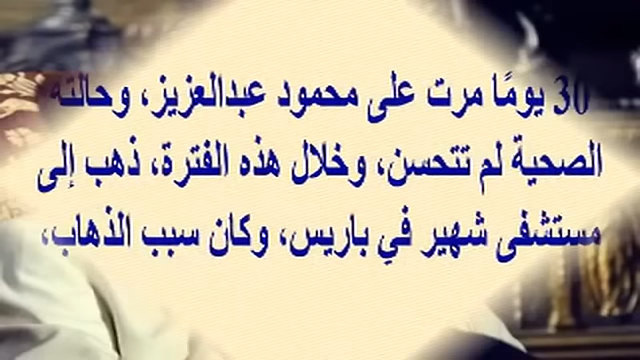 30 يومًا مرت على محمود عبدالعزيز، وحالته
الصحية لم تتحسن، وخلال هذه الفترة، ذهب إلى
مستشفى شهير في باريس، وكان سبب الذهاب،